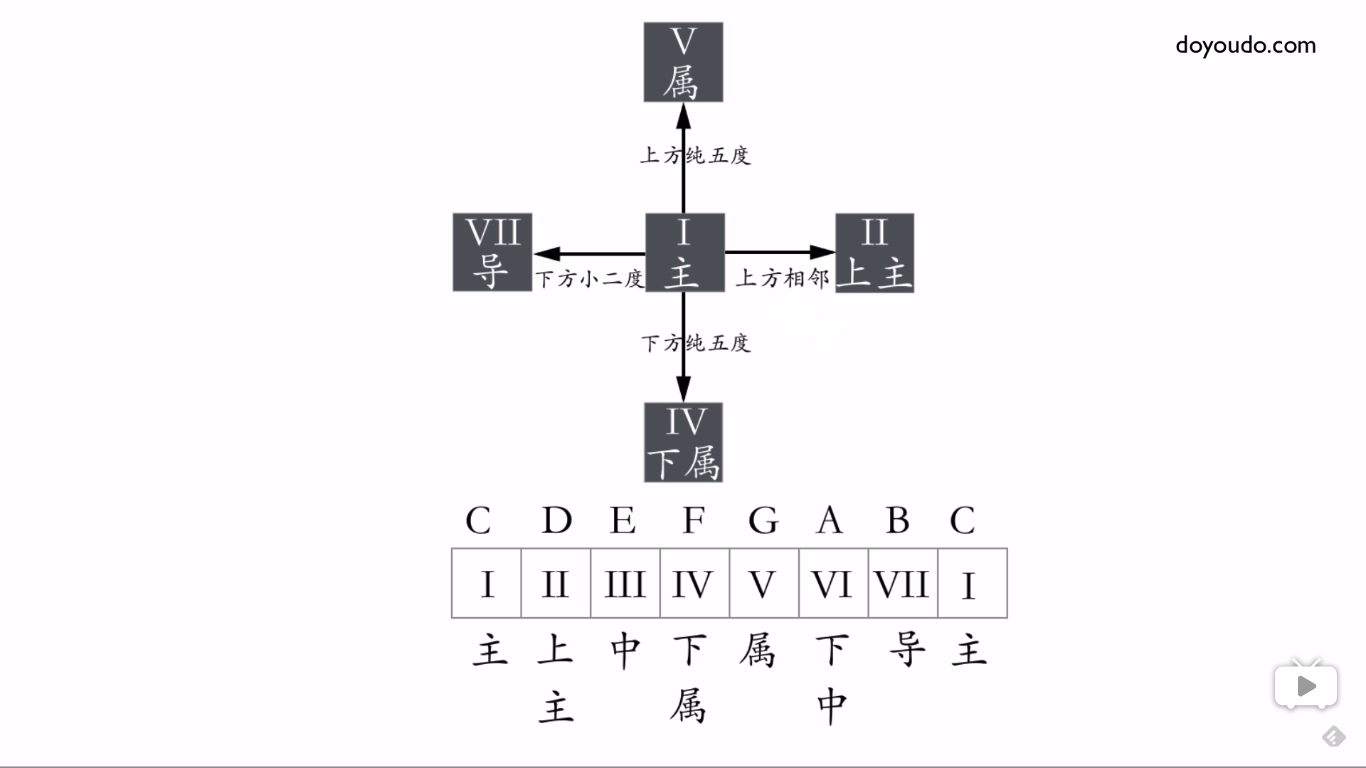 doyoudo.com
V
属
上方纯五度
VII
导
下方小二度
I
主
上方相邻
II
上主
下方纯五度
IV
下属
C D E F G A B C
I II III IV V VI VII I
主 上 中 下 属 下 导 主
主 属 中